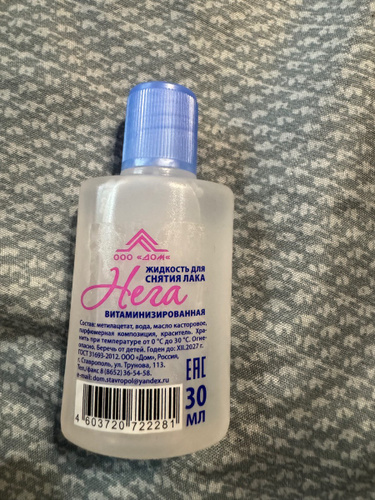 ООО «ДОМ«
ЖИДКОСТЬ ДЛЯ
СНЯТИЯ ЛАКА
Нега
ВИТАМИНИЗИРОВАННАЯ
Состав: метилацетат, вода, масло касторовое,
парфюмерная композиция, краситель. Хра-
нить при температуре от 0 °С до 30 °С. Огне-
опасно. Беречь от детей. Годен до: XII.2027 г.
ГОСТ 31693-2012. ООО «Дом», Россия,
г. Ставрополь, ул. Трунова, 113.
Тел./факс 8 (8652) 36-54-58.
e-mail: dom.stavropol@yandex.ru
EAC
30
МЛ
4 603720 722281